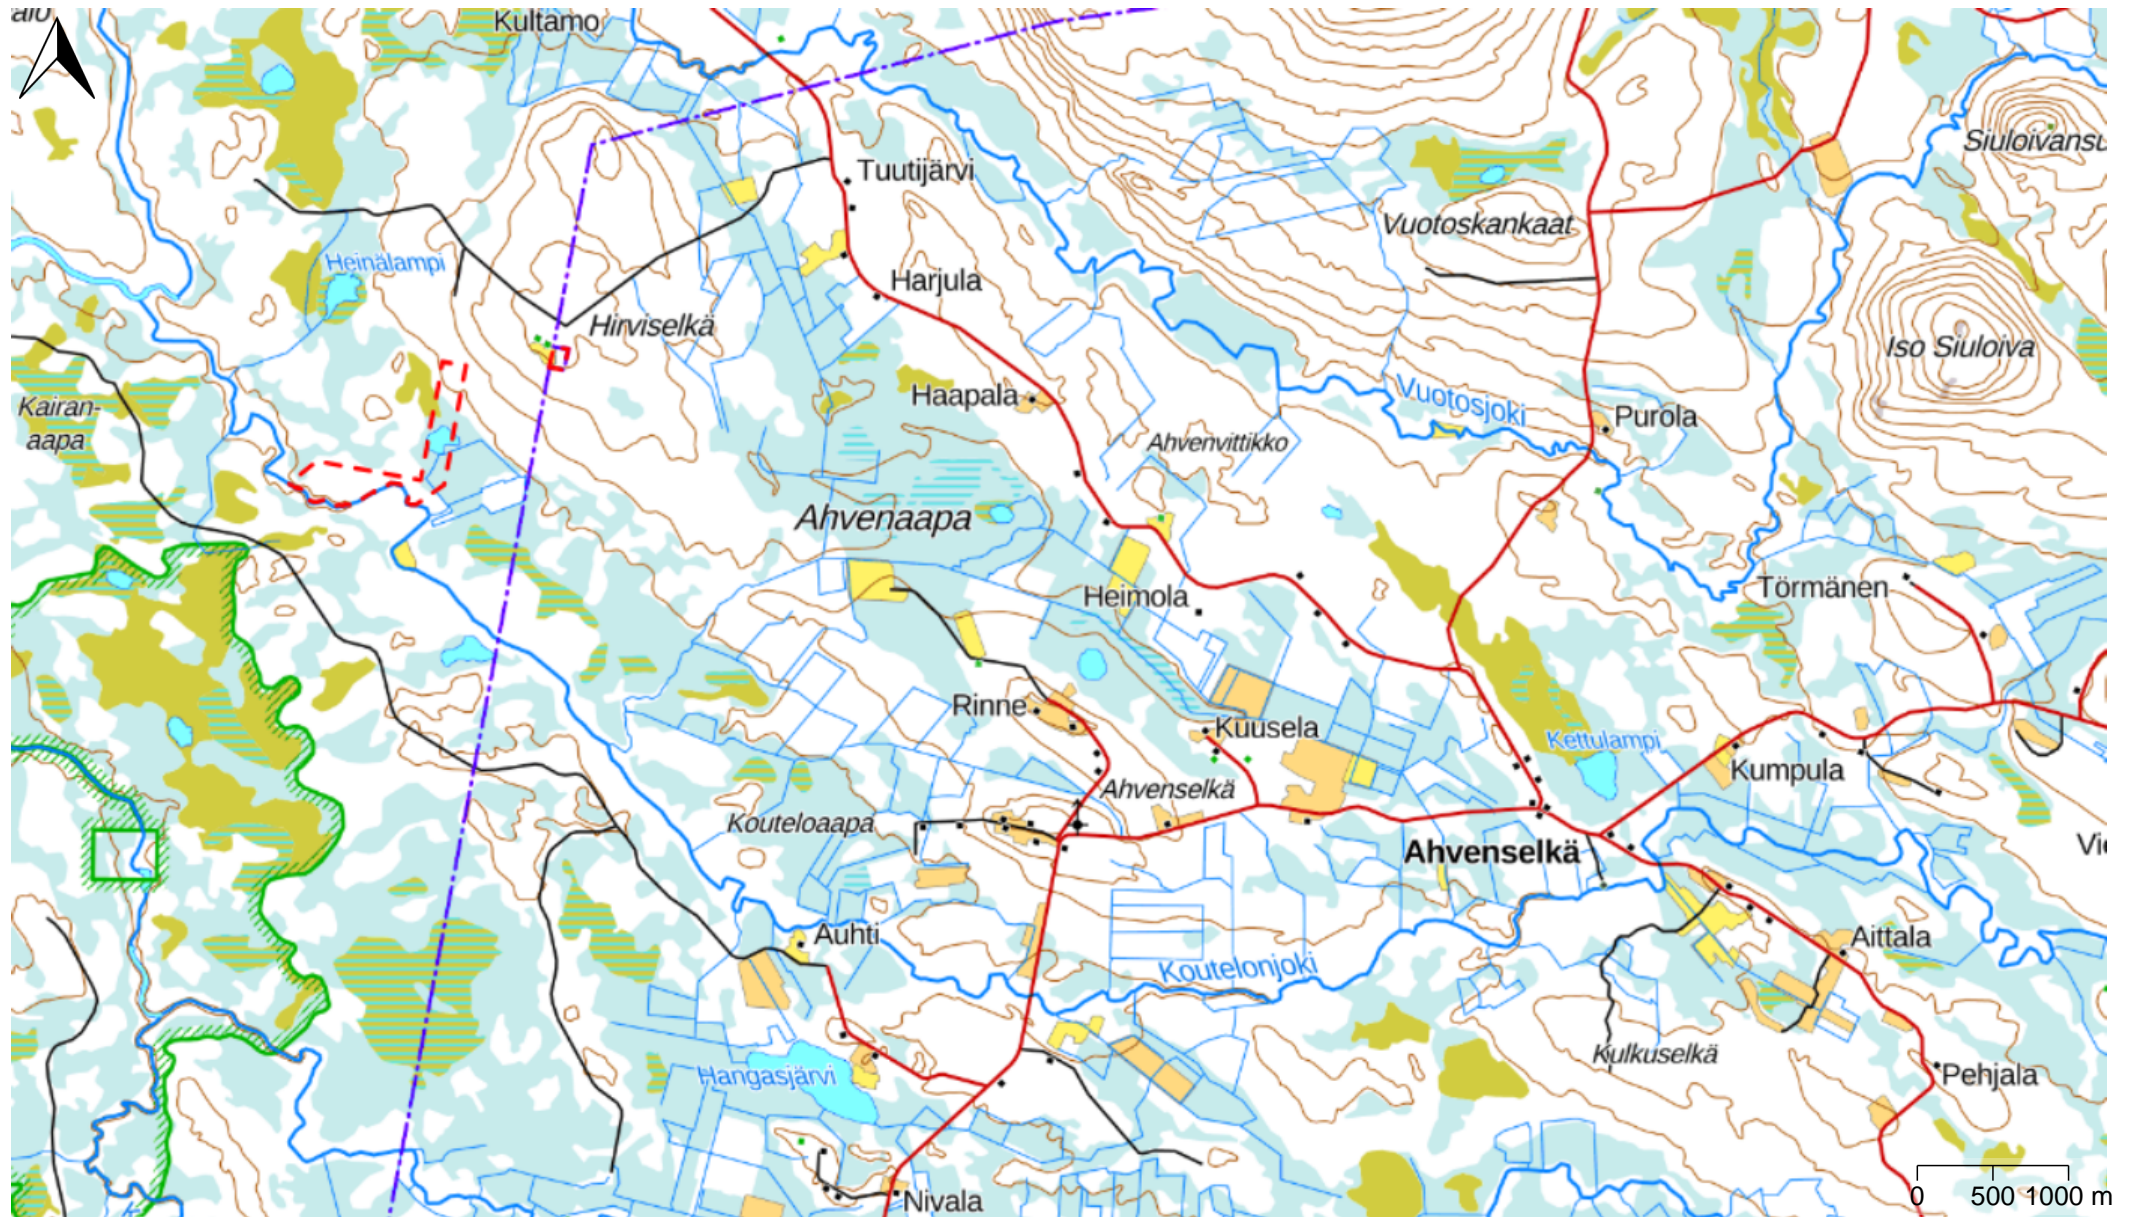 Kultamo
Siuloivansu
Tuutijärvi
Vuotoskankaat
Heinälampi
Harjula
Hirviselkä
Iso Siuloiva
Haapala
Vuotosjoki
Kairan-
aapa
Purola
Ahvenvittikko
Ahvenaapa
Heimola
Törmänen
Rinne
Kuusela
Kettulampi
Kumpula
Ahvenselkä
Kouteloaapa
Ahvenselkä
Vie
Auhti
Aittala
Koutelonjoki
Kulkuselkä
Hangasjärvi
Pehjala
Nivala
0 500 1000 m